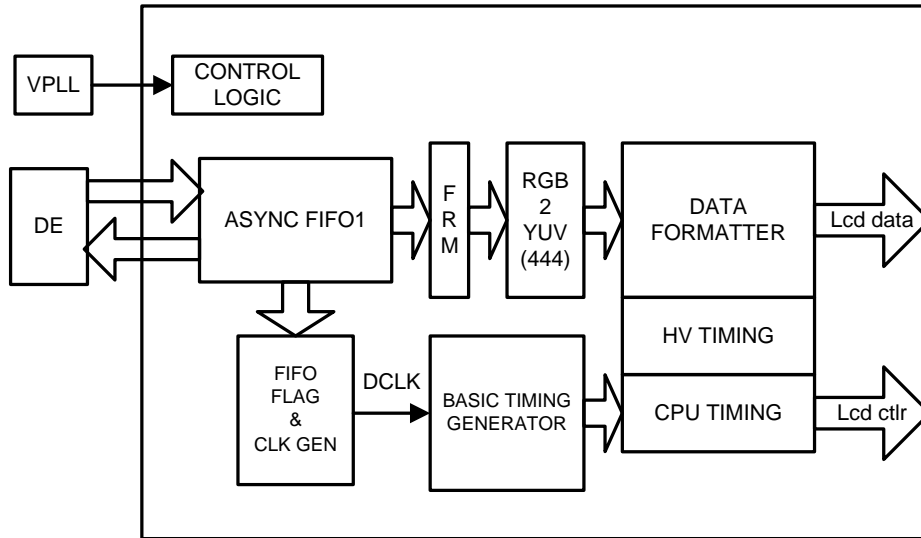 VPLL
CONTROL
LOGIC
DE
ASYNC FIFO1
F
R
M
RGB
2
YUV
(444)
DATA
FORMATTER
Lcd data
HV TIMING
FIFO
FLAG
&
CLK GEN
DCLK
BASIC TIMING
GENERATOR
CPU TIMING
Lcd ctlr